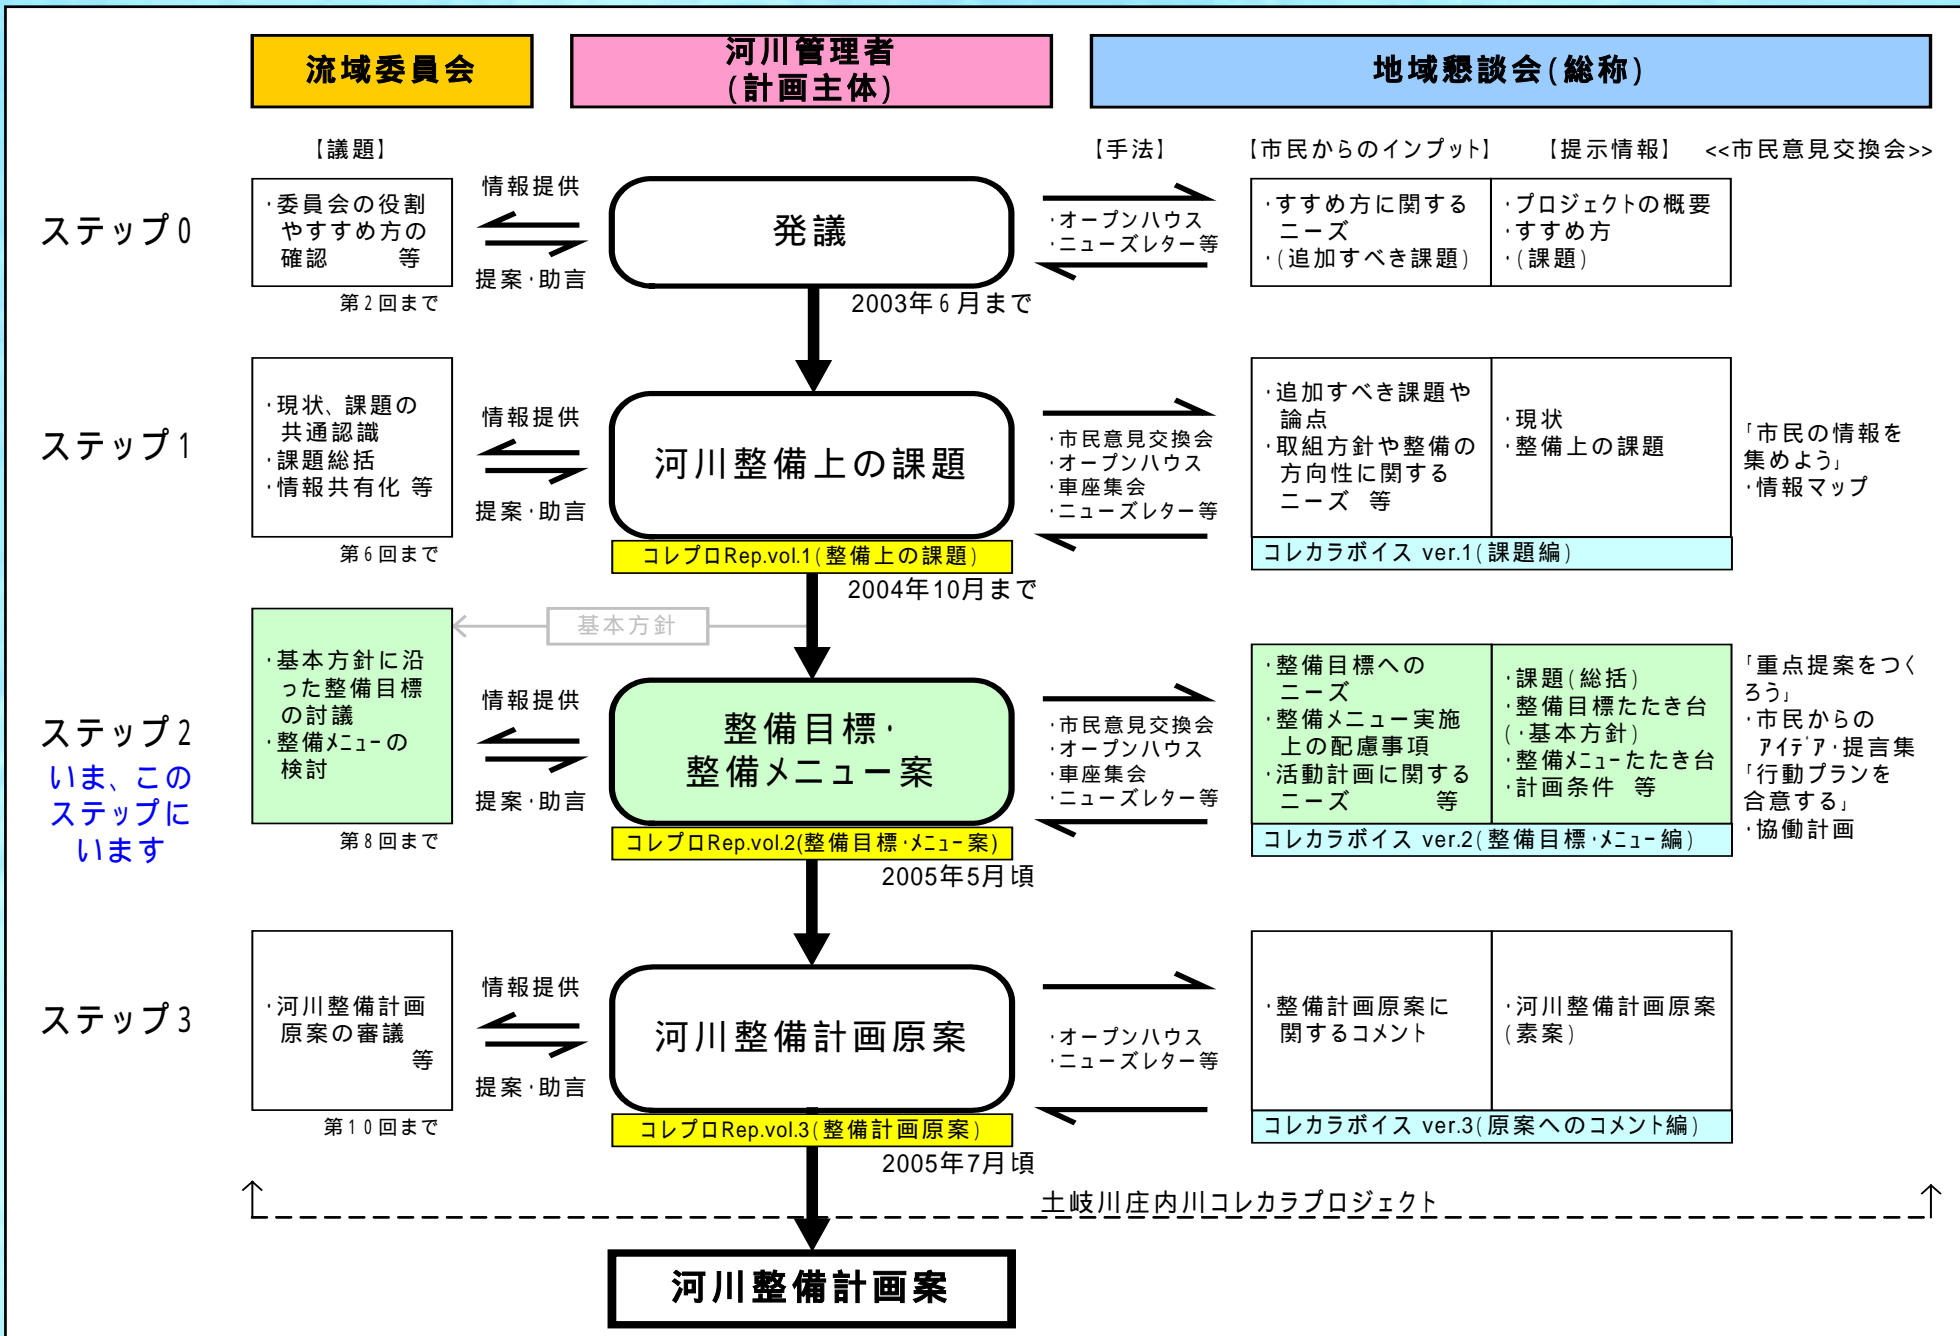 流域委員会
河川管理者
(計画主体)
地域懇談会(総称)
【議題】
【手法】
【市民からのインプット】
【提示情報】
<<市民意見交換会>>
ステップ0
・委員会の役割
やすすめ方の
確認 等
第2回まで
情報提供
提案・助言
発議
2003年6月まで
・オープンハウス
・ニューズレター等
・すすめ方に関する
ニーズ
・(追加すべき課題)
・プロジェクトの概要
・すすめ方
・(課題)
ステップ1
・現状、課題の
共通認識
・課題総括
・情報共有化 等
第6回まで
情報提供
提案・助言
河川整備上の課題
コレプロRep.vol.1(整備上の課題)
2004年10月まで
・市民意見交換会
・オープンハウス
・車座集会
・ニューズレター等
・追加すべき課題や
論点
・取組方針や整備の
方向性に関する
ニーズ 等
・現状
・整備上の課題
コレカラボイス ver.1(課題編)
「市民の情報を
集めよう」
・情報マップ
基本方針
ステップ2
いま、この
ステップに
います
・基本方針に沿
った整備目標
の討議
・整備メニューの
検討
第8回まで
情報提供
提案・助言
整備目標・
整備メニュー案
コレプロRep.vol.2(整備目標・メニュー案)
2005年5月頃
・市民意見交換会
・オープンハウス
・車座集会
・ニューズレター等
・整備目標への
ニーズ
・整備メニュー実施
上の配慮事項
・活動計画に関する
ニーズ 等
・課題(総括)
・整備目標たたき台
(・基本方針)
・整備メニューたたき台
・計画条件 等
コレカラボイス ver.2(整備目標・メニュー編)
「重点提案をつく
ろう」
・市民からの
アイデア・提言集
「行動プランを
合意する」
・協働計画
ステップ3
・河川整備計画
原案の審議
等
第10回まで
情報提供
提案・助言
河川整備計画原案
コレプロRep.vol.3(整備計画原案)
2005年7月頃
・オープンハウス
・ニューズレター等
・整備計画原案に
関するコメント
・河川整備計画原案
(素案)
コレカラボイス ver.3(原案へのコメント編)
土岐川庄内川コレカラプロジェクト
河川整備計画案